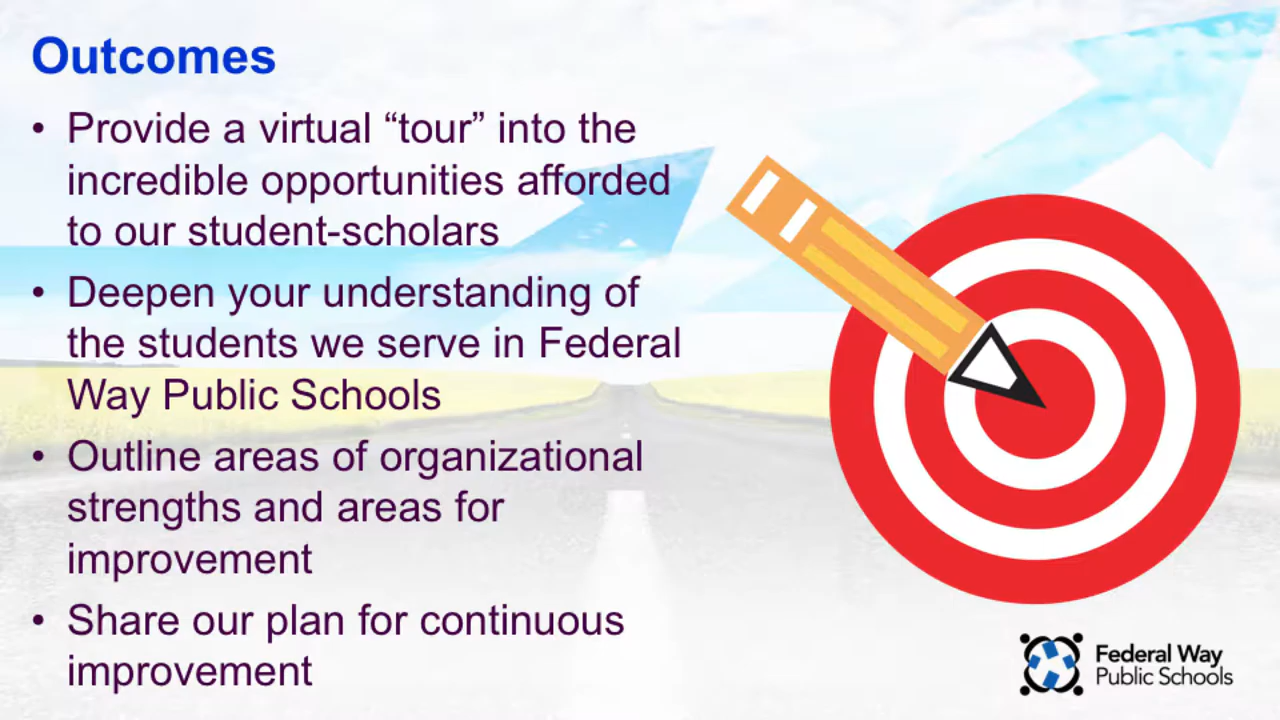 Outcomes
• Provide a virtual “tour” into the
incredible opportunities afforded
to our student-scholars
• Deepen your understanding of
the students we serve in Federal
Way Public Schools
• Outline areas of organizational
strengths and areas for
improvement
• Share our plan for continuous
improvement
Federal Way
Public Schools